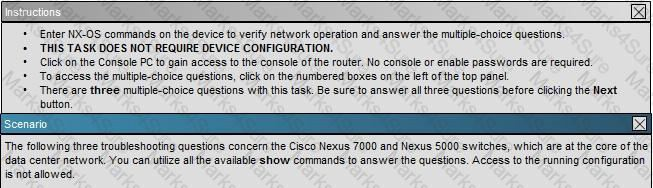 Instructions
• Enter NX-OS commands on the device to verify network operation and answer the multiple-choice questions.
• THIS TASK DOES NOT REQUIRE DEVICE CONFIGURATION.
• Click on the Console PC to gain access to the console of the router. No console or enable passwords are required.
• To access the multiple-choice questions, click on the numbered boxes on the left of the top panel.
• There are three multiple-choice questions with this task. Be sure to answer all three questions before clicking the Next
button.
Scenario
The following three troubleshooting questions concern the Cisco Nexus 7000 and Nexus 5000 switches, which are at the core of the
data center network. You can utilize all the available show commands to answer the questions. Access to the running configuration
is not allowed.
Marks4Sure